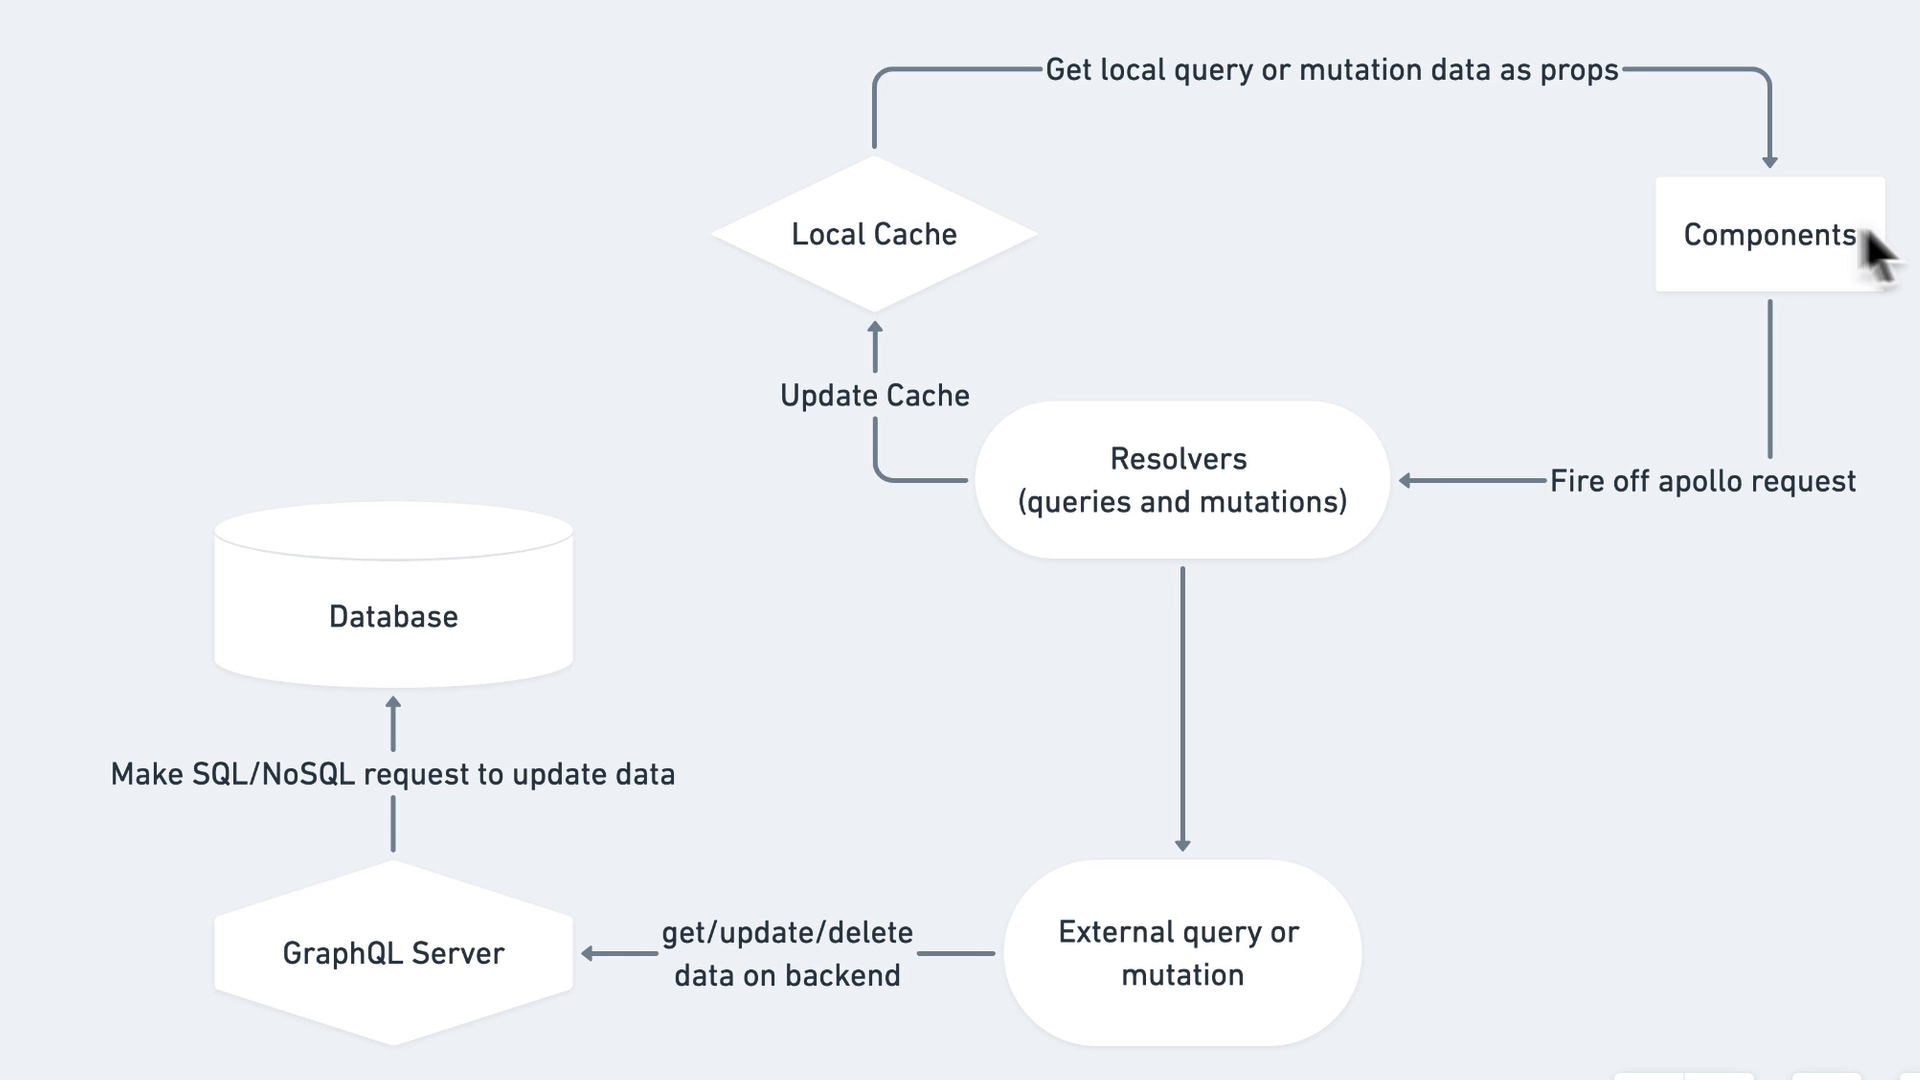 Get local query or mutation data as props
Local Cache
Components
Update Cache
Resolvers
(queries and mutations)
Fire off apollo request
Database
Make SQL/NoSQL request to update data
GraphQL Server
get/update/delete
data on backend
External query or
mutation